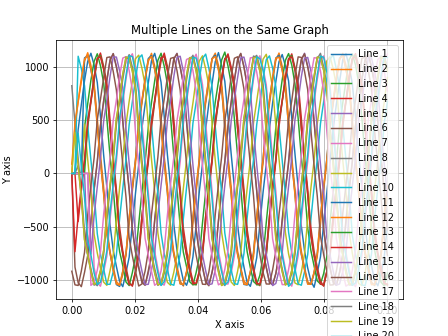 Multiple Lines on the Same Graph
Y axis
1000
500
0
−500
−1000
0.00
0.02
0.04
0.06
X axis
Line 1
Line 2
Line 3
Line 4
Line 5
Line 6
Line 7
Line 8
Line 9
Line 10
Line 11
Line 12
Line 13
Line 14
Line 15
Line 16
Line 17
Line 18
Line 19
Line 20